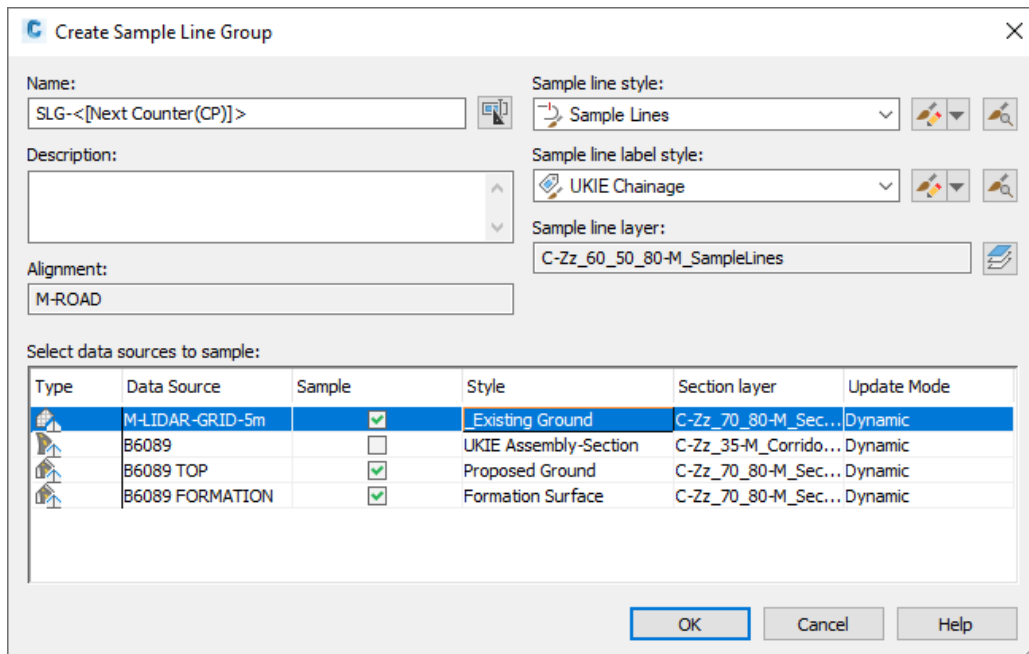 Create Sample Line Group
Name:
SLG-<[Next Counter(CP)]>
Description:
Alignment:
M-ROAD
Sample line style:
Sample Lines
Sample line label style:
UKIE Chainage
Sample line layer:
C-Zz_60_50_80-M_SampleLines
Select data sources to sample:
Type Data Source Sample Style Section layer Update Mode
M-LIDAR-GRID-5m _Existing Ground C-Zz_70_80-M_Sec... Dynamic
B6089 UKIE Assembly-Section C-Zz_35-M_Corrido... Dynamic
B6089 TOP Proposed Ground C-Zz_70_80-M_Sec... Dynamic
B6089 FORMATION Formation Surface C-Zz_70_80-M_Sec... Dynamic
OK Cancel Help